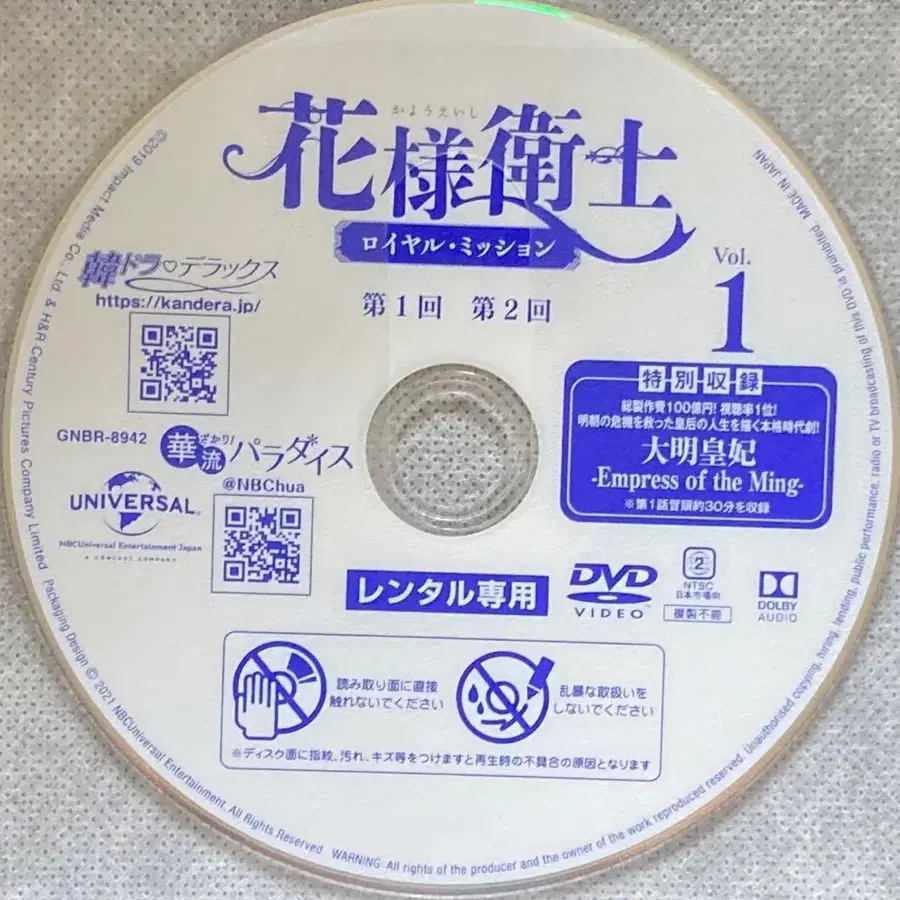 かようえいし
花様衛士
ロイヤル・ミッション
第1回 第2回
Vol.
1
韓ドラ♡デラックス
https://kandera.jp/
GNBR-8942
華流
ざかり!
パラダイス
@NBChua
UNIVERSAL
NBCUniversal Entertainment Japan
A COMCAST COMPANY
特別収録
総製作費100億円! 視聴率1位!
明朝の危機を救った皇后の人生を描く本格時代劇!
大明皇妃
-Empress of the Ming-
※第1話冒頭約30分を収録
レンタル専用
DVD
VIDEO
2
NTSC
日本市場向
複製不能
DOLBY
AUDIO
読み取り面に直接
触れないでください
乱暴な取扱いを
しないでください
※ディスク面に指紋、汚れ、キズ等をつけますと再生時の不具合の原因となります
©2019 Impact Media Co., Ltd & H&R Century Pictures Company Limited. Packaging Design © 2021 NBCUniversal Entertainment. All Rights Reserved. WARNING: All rights of the producer and the owner of the work reproduced reserved. Unauthorised copying, hiring, lending, public performance, radio or TV broadcasting of this DVD is prohibited. MADE IN JAPAN